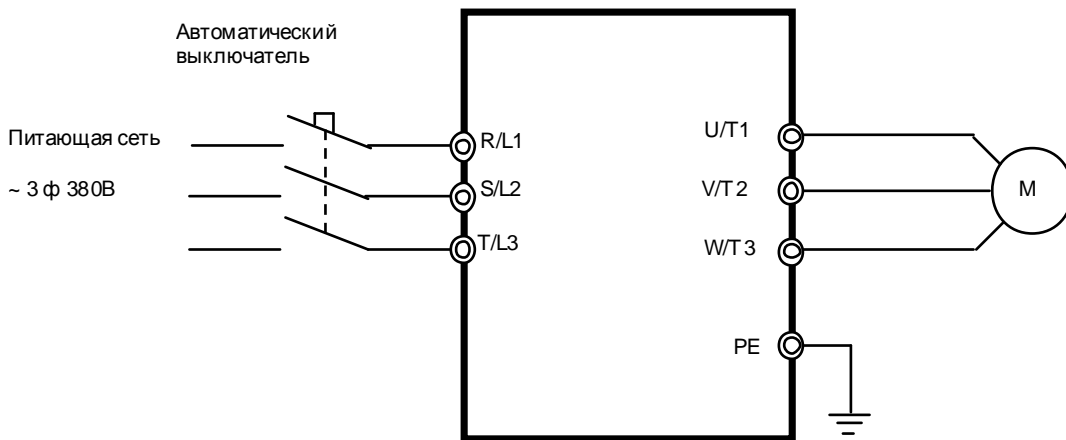 Автоматический
выключатель
Питающая сеть
~ 3 ф 380В
R/L1
S/L2
T/L3
U/T1
V/T2
W/T3
PE
M